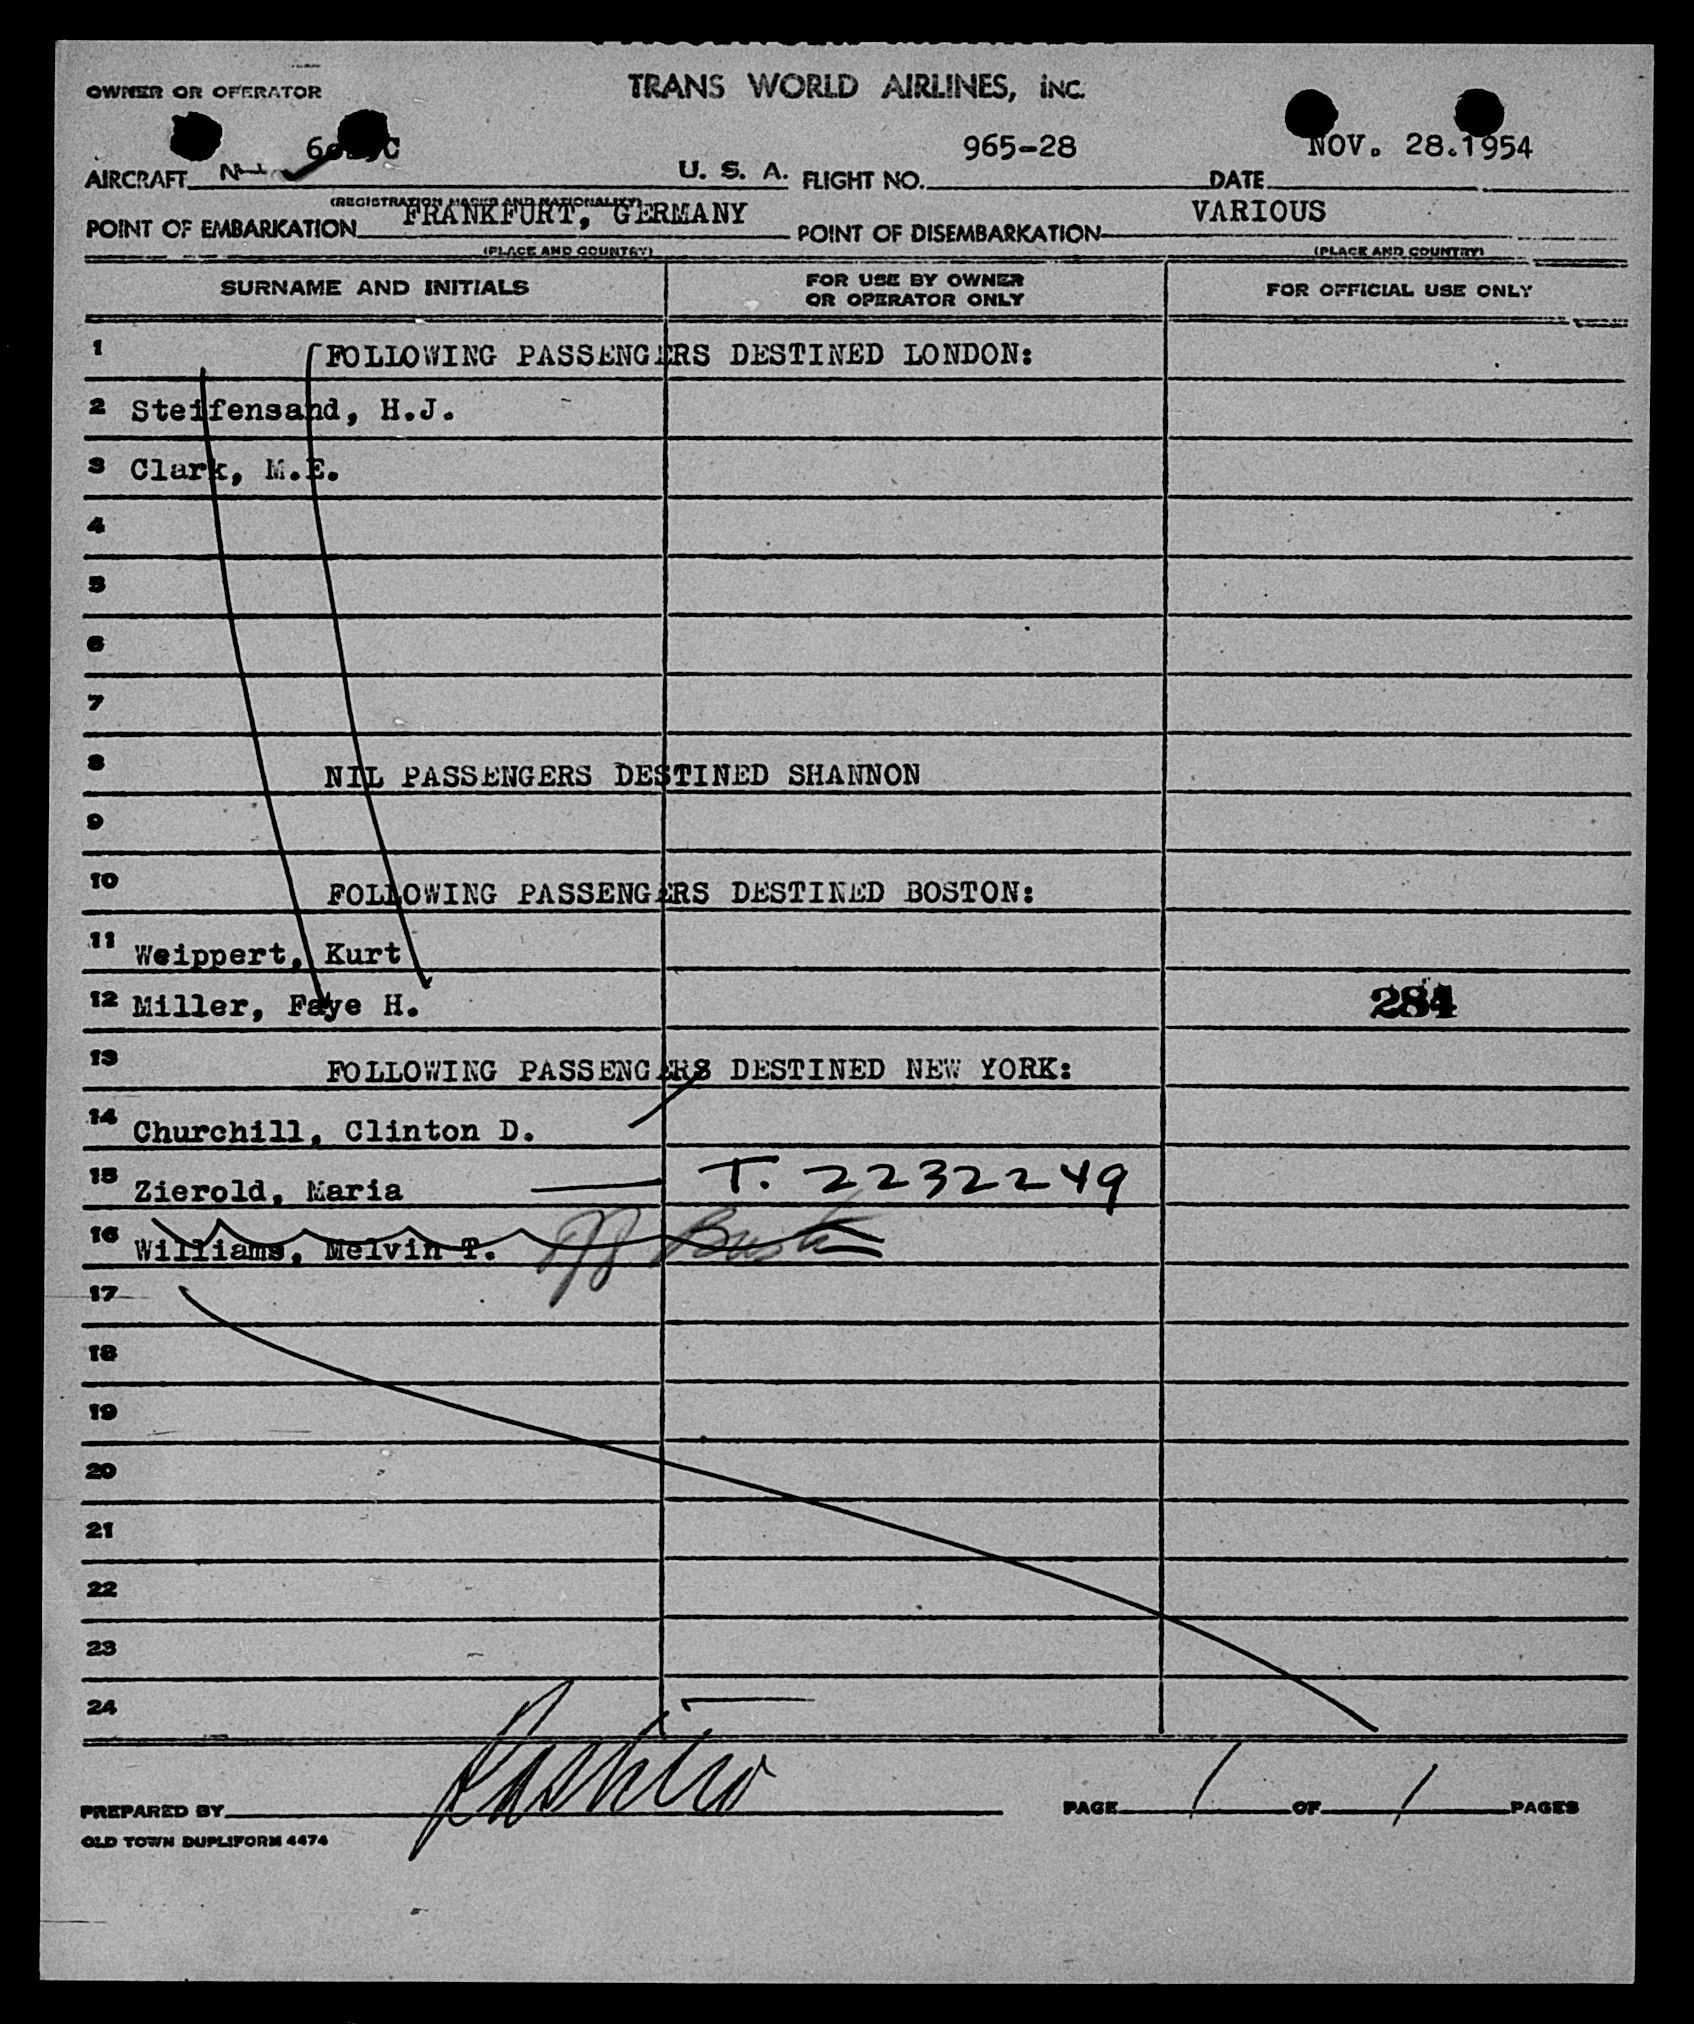 TRANS WORLD AIRLINES, INC.
OWNER OR OPERATOR
965-28
NOV. 28.1954
AIRCRAFT N U. S. A. FLIGHT NO. DATE
(REGISTRATION MARKS AND NATIONALITY)
POINT OF EMBARKATION FRANKFURT, GERMANY POINT OF DISEMBARKATION VARIOUS
(PLACE AND COUNTRY) (PLACE AND COUNTRY)
SURNAME AND INITIALS FOR USE BY OWNER OR OPERATOR ONLY FOR OFFICIAL USE ONLY
1 FOLLOWING PASSENGERS DESTINED LONDON:
2 Steifensand, H.J.
3 Clark, M.E.
4
5
6
7
8 NIL PASSENGERS DESTINED SHANNON
9
10 FOLLOWING PASSENGERS DESTINED BOSTON:
11 Weippert, Kurt
12 Miller, Faye H. 284
13 FOLLOWING PASSENGERS DESTINED NEW YORK:
14 Churchill, Clinton D.
15 Zierold, Maria T. 2232249
16 Williams, Melvin T.
17
18
19
20
21
22
23
24
PREPARED BY PAGE 1 OF 1 PAGES
OLD TOWN DUPLIFORM 4474